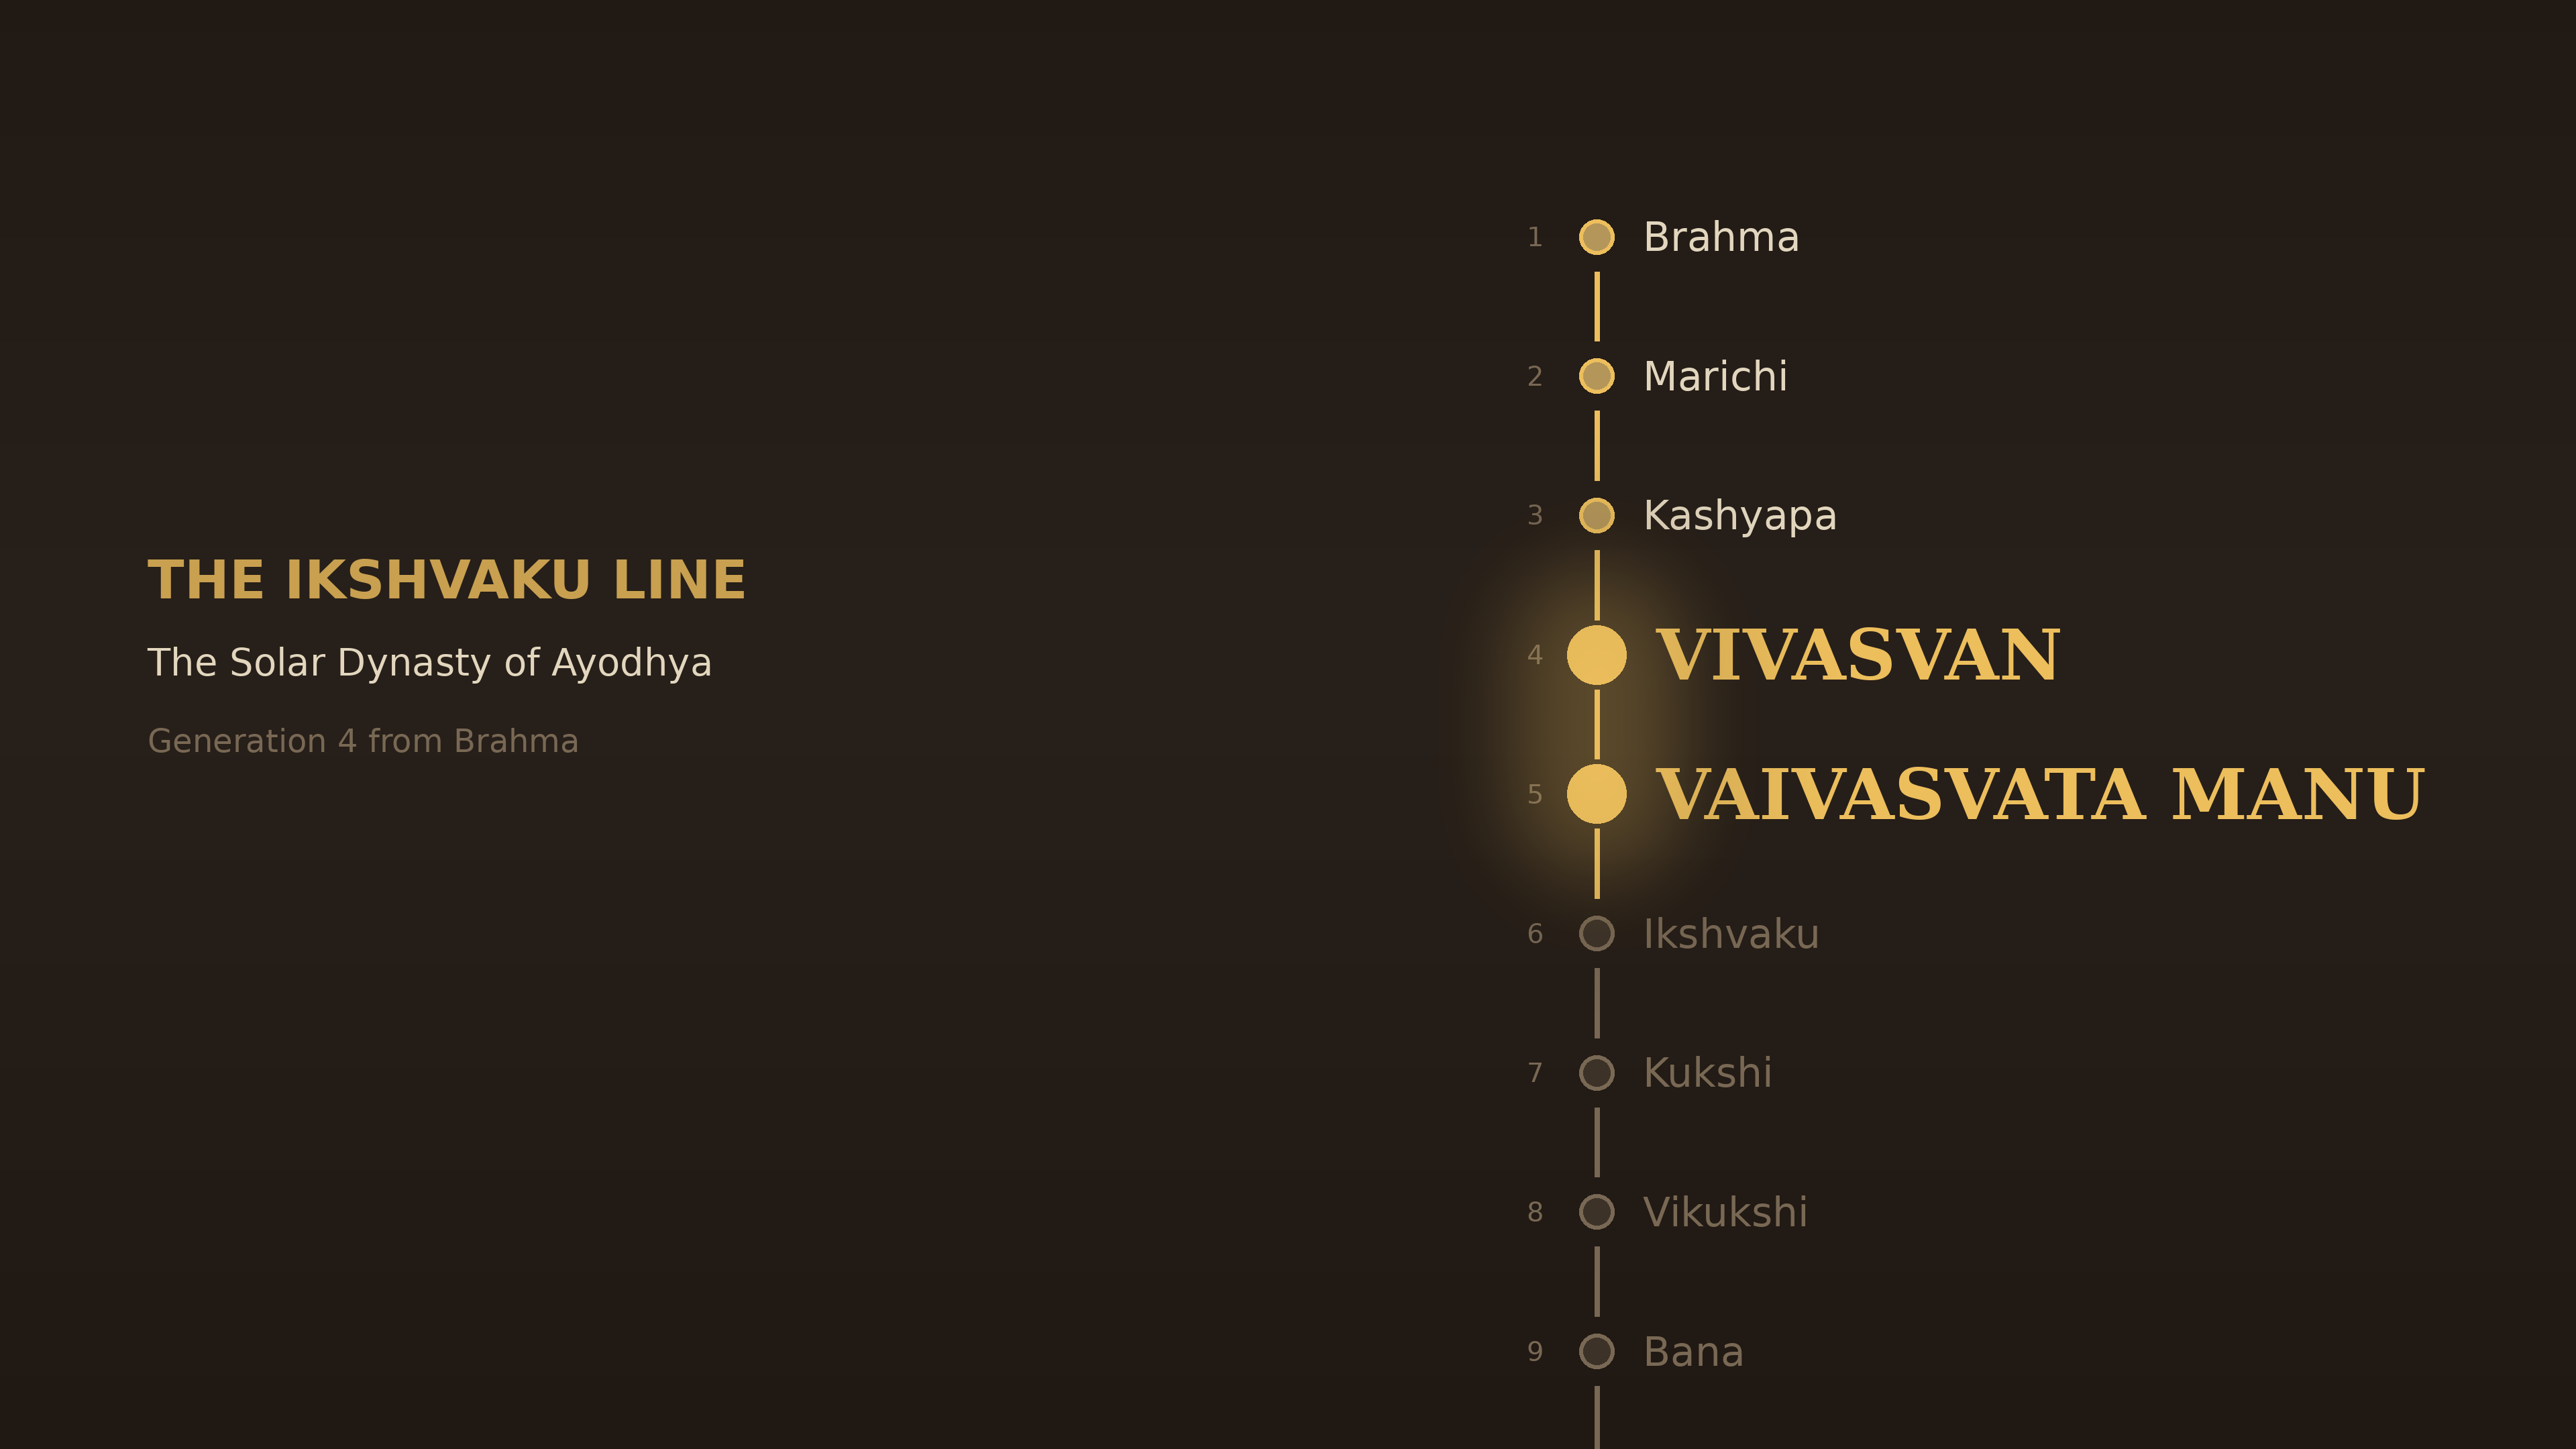 THE IKSHVAKU LINE
The Solar Dynasty of Ayodhya
Generation 4 from Brahma
1 Brahma
2 Marichi
3 Kashyapa
4 VIVASVAN
5 VAIVASVATA MANU
6 Ikshvaku
7 Kukshi
8 Vikukshi
9 Bana